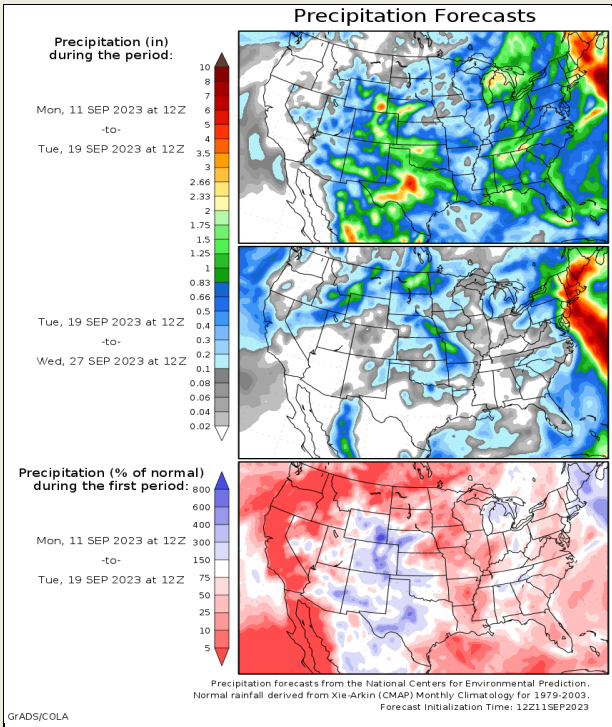 Precipitation Forecasts
Precipitation (in)
during the period:
Mon, 11 SEP 2023 at 12Z
-to-
Tue, 19 SEP 2023 at 12Z
10
8
7
6
5
4
3.5
3
2.66
2.33
2
1.75
1.5
1.25
1
0.83
0.66
0.5
0.4
0.3
0.2
0.1
0.08
0.06
0.04
0.02
Tue, 19 SEP 2023 at 12Z
-to-
Wed, 27 SEP 2023 at 12Z
Precipitation (% of normal)
during the first period:
Mon, 11 SEP 2023 at 12Z
-to-
Tue, 19 SEP 2023 at 12Z
800
600
400
300
150
75
50
25
10
5
Precipitation forecasts from the National Centers for Environmental Prediction.
Normal rainfall derived from Xie-Arkin (CMAP) Monthly Climatology for 1979-2003.
Forecast Initialization Time: 12Z11SEP2023
GrADS/COLA